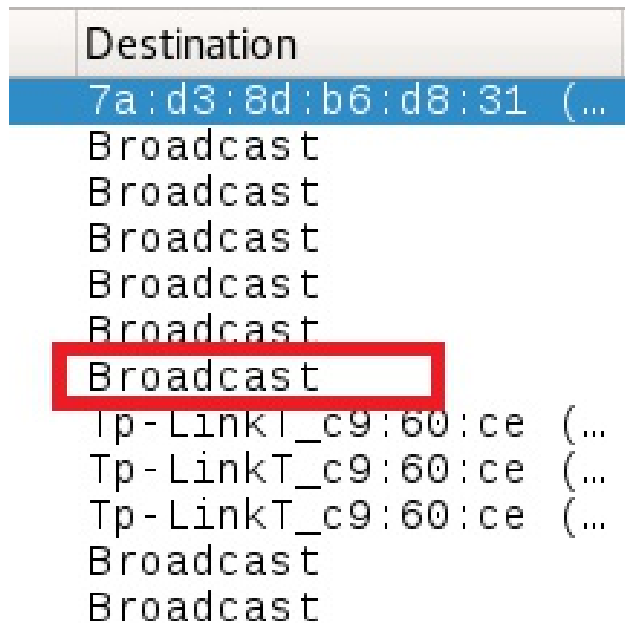 Destination
7a:d3:8d:b6:d8:31 (…
Broadcast
Broadcast
Broadcast
Broadcast
Broadcast
Broadcast
Tp-LinkT_c9:60:ce (…
Tp-LinkT_c9:60:ce (…
Tp-LinkT_c9:60:ce (…
Broadcast
Broadcast